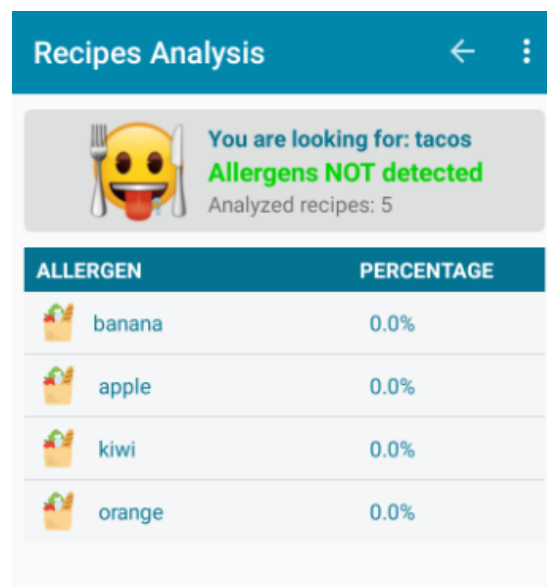 Recipes Analysis
You are looking for: tacos
Allergens NOT detected
Analyzed recipes: 5
ALLERGEN PERCENTAGE
banana 0.0%
apple 0.0%
kiwi 0.0%
orange 0.0%